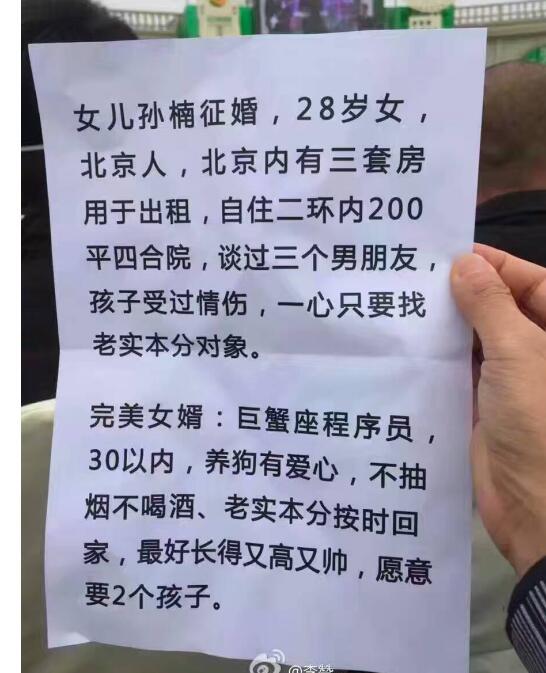 女儿孙楠征婚，28岁女，
北京人，北京内有三套房
用于出租，自住二环内200
平四合院，谈过三个男朋友，
孩子受过情伤，一心只要找
老实本分对象。
完美女婿：巨蟹座程序员，
30以内，养狗有爱心，不抽
烟不喝酒、老实本分按时回
家，最好长得又高又帅，愿意
要2个孩子。